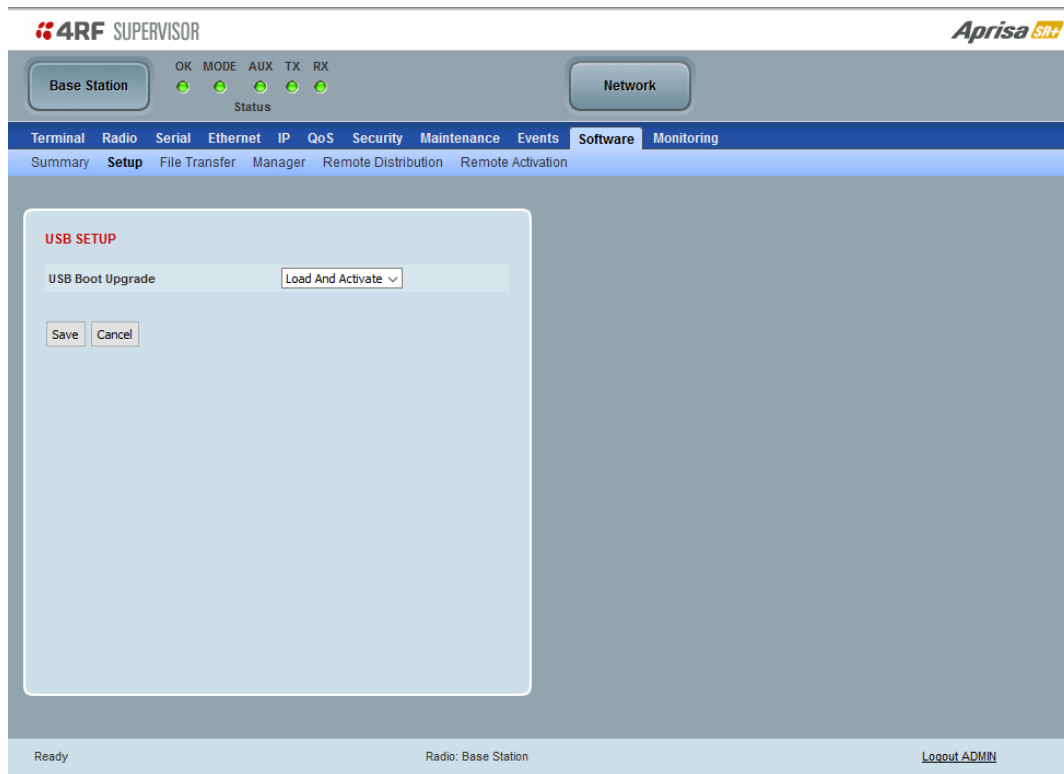 4RF SUPERVISOR
Aprisa SR+
Base Station
OK MODE AUX TX RX
Status
Network
Terminal Radio Serial Ethernet IP QoS Security Maintenance Events Software Monitoring
Summary Setup File Transfer Manager Remote Distribution Remote Activation
USB SETUP
USB Boot Upgrade Load And Activate
Save Cancel
Ready Radio: Base Station Logout ADMIN